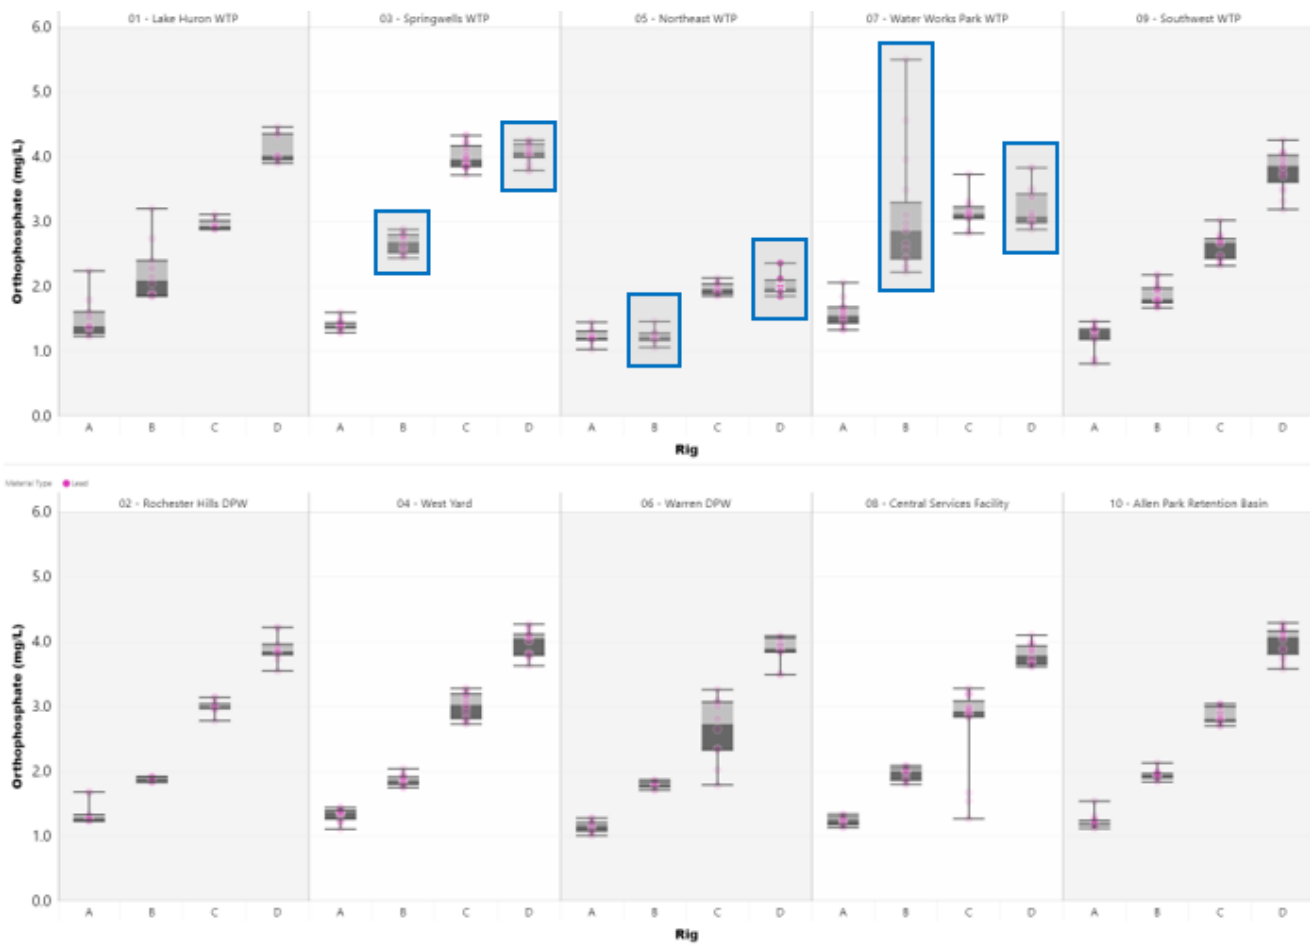 01 - Lake Huron WTP 03 - Springwells WTP 05 - Northeast WTP 07 - Water Works Park WTP 09 - Southwest WTP
6.0
5.0
4.0
3.0
2.0
1.0
0.0
Orthophosphate (mg/L)
A B C D A B C D A B C D A B C D A B C D
Rig
Material Type Lead
02 - Rochester Hills DPW 04 - West Yard 06 - Warren DPW 08 - Central Services Facility 10 - Allen Park Retention Basin
6.0
5.0
4.0
3.0
2.0
1.0
0.0
Orthophosphate (mg/L)
A B C D A B C D A B C D A B C D A B C D
Rig